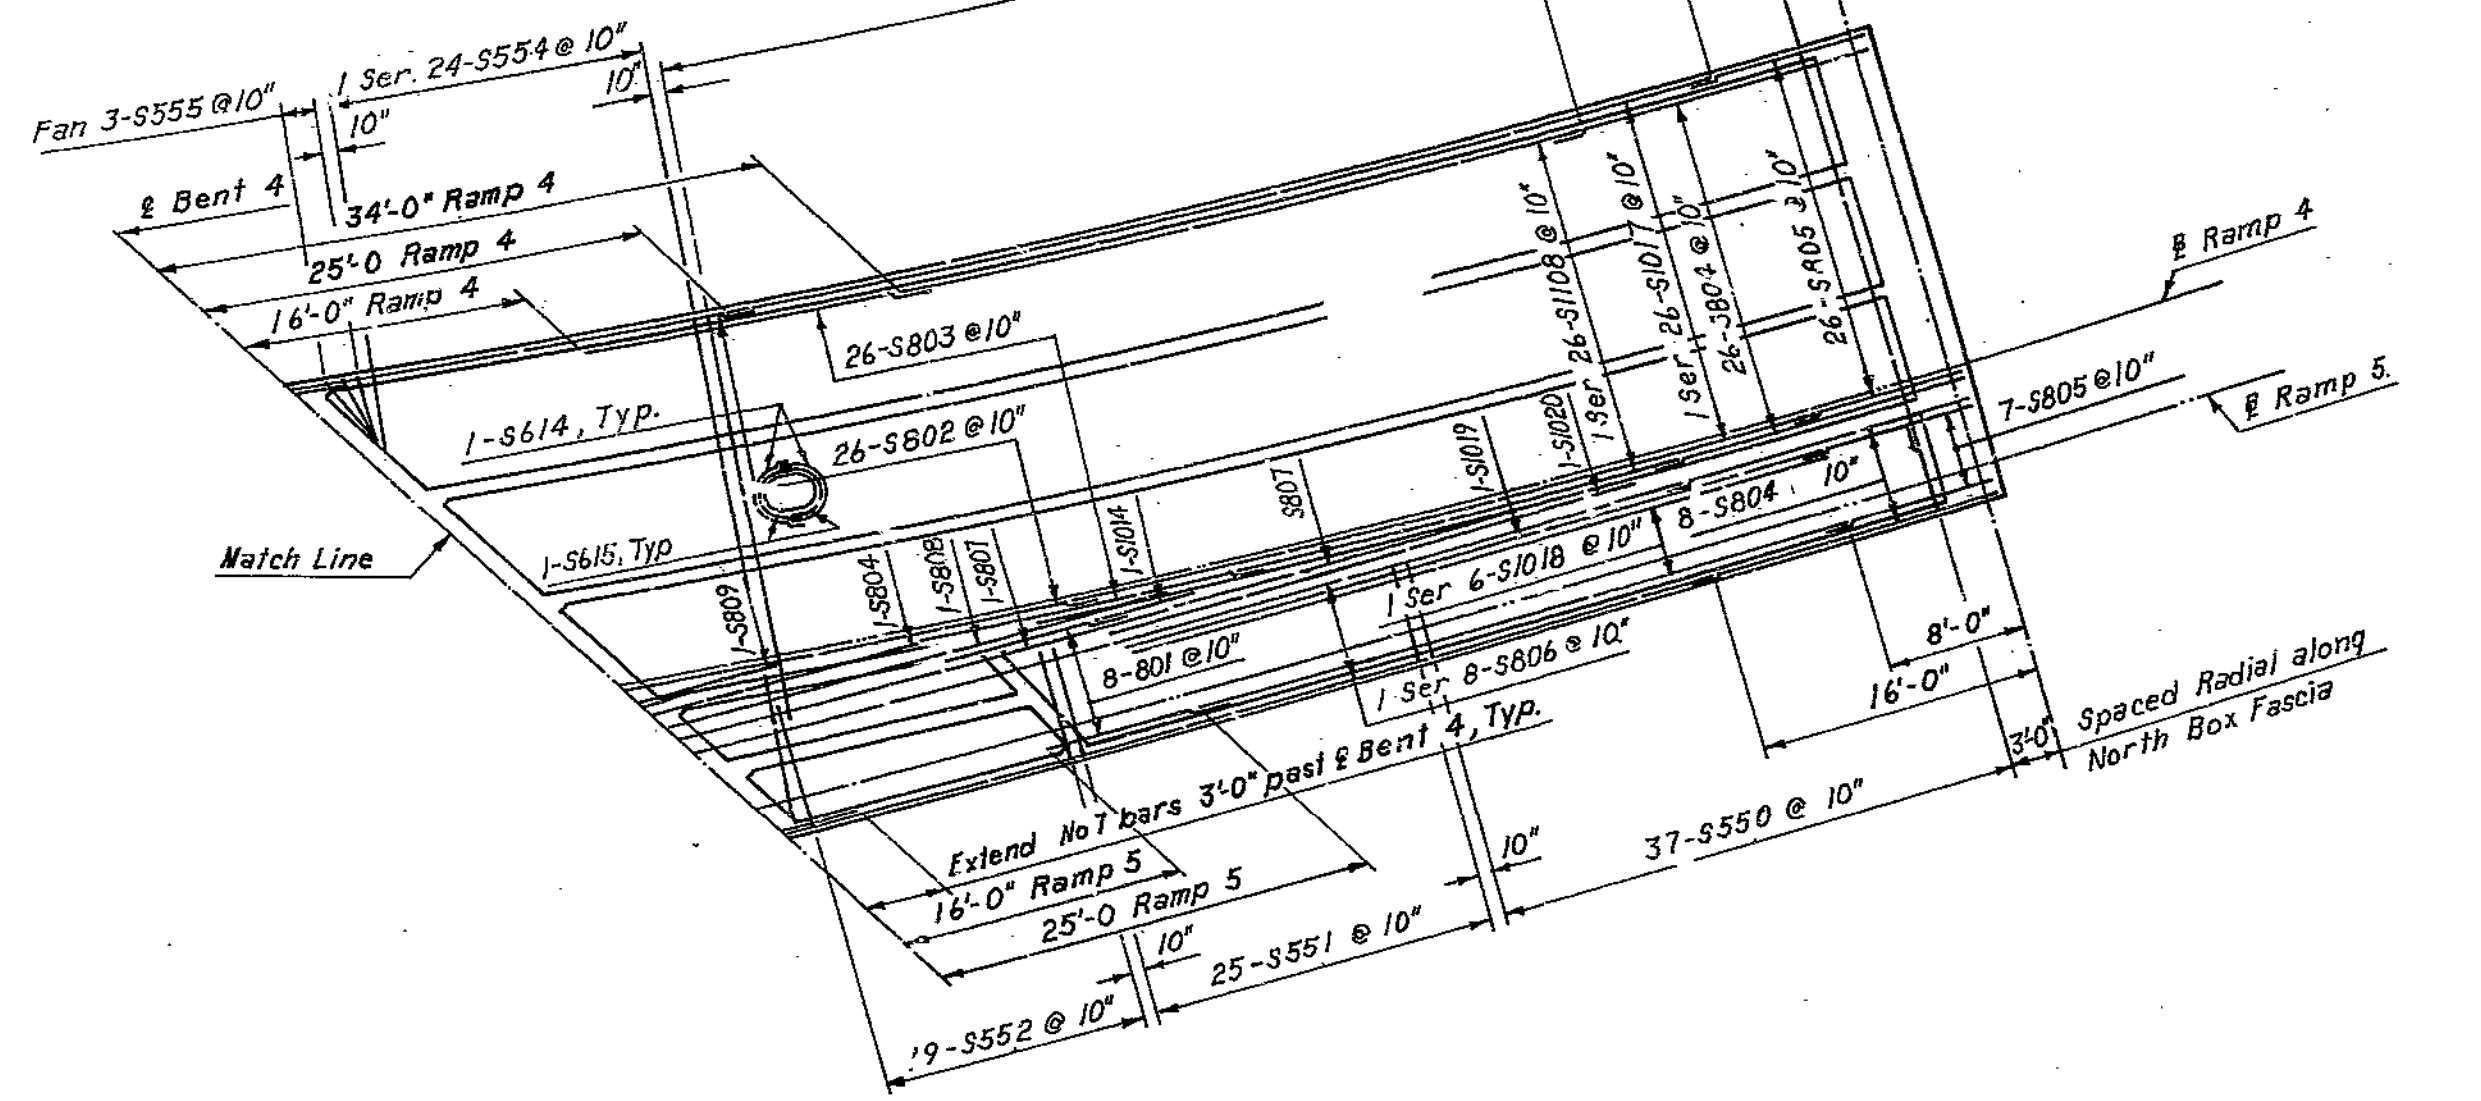 1 Ser. 24-S554 @ 10"
10"
Fan 3-S555 @ 10"
10"
℄ Bent 4
34'-0" Ramp 4
25'-0 Ramp 4
16'-0" Ramp 4
26-S803 @ 10"
1-S614, Typ.
26-S802 @ 10"
1-S615, Typ
Match Line
1-S809
1-S804
1-S808
1-S807
1-S1014
S807
1-S1019
1-S1020
1 Ser 26-S1108 @ 10"
1 Ser 26-S1017 @ 10"
26-S804 @ 10"
26-S805 @ 10"
Ramp 4
7-S805 @ 10"
Ramp 5.
8-S804 10"
1 Ser 6-S1018 @ 10"
8-801 @ 10"
1 Ser 8-S806 @ 10"
8'-0"
16'-0"
3'-0"
Spaced Radial along
North Box Fascia
Extend No 7 bars 3'-0" past ℄ Bent 4, Typ.
16'-0" Ramp 5
25'-0 Ramp 5
10"
37-S550 @ 10"
10"
25-S551 @ 10"
9-S552 @ 10"